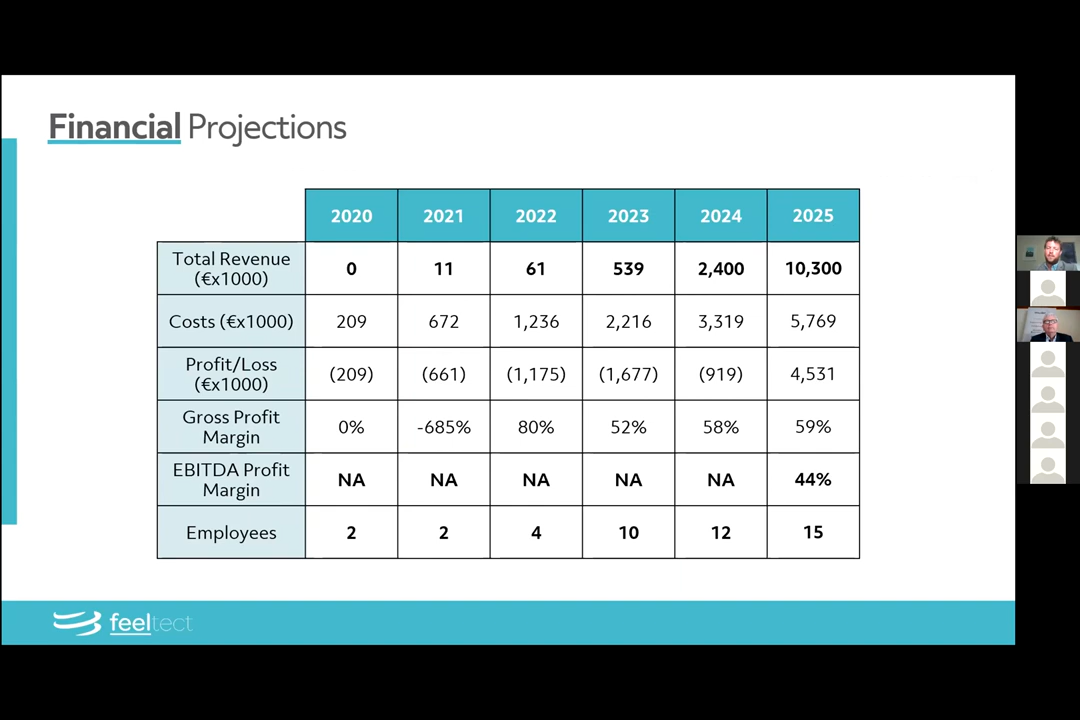 Financial Projections
2020 2021 2022 2023 2024 2025
Total Revenue
(€x1000) 0 11 61 539 2,400 10,300
Costs (€x1000) 209 672 1,236 2,216 3,319 5,769
Profit/Loss
(€x1000) (209) (661) (1,175) (1,677) (919) 4,531
Gross Profit
Margin 0% -685% 80% 52% 58% 59%
EBITDA Profit
Margin NA NA NA NA NA 44%
Employees 2 2 4 10 12 15
feeltect